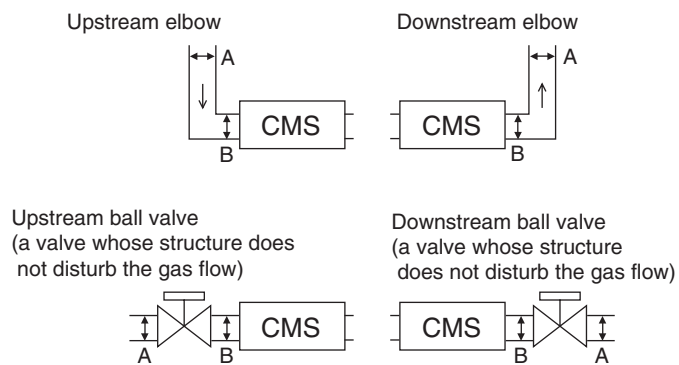 Upstream elbow
A
CMS
B
Downstream elbow
A
CMS
B
Upstream ball valve
(a valve whose structure does
not disturb the gas flow)
CMS
A
B
Downstream ball valve
(a valve whose structure
does not disturb the gas flow)
CMS
B
A